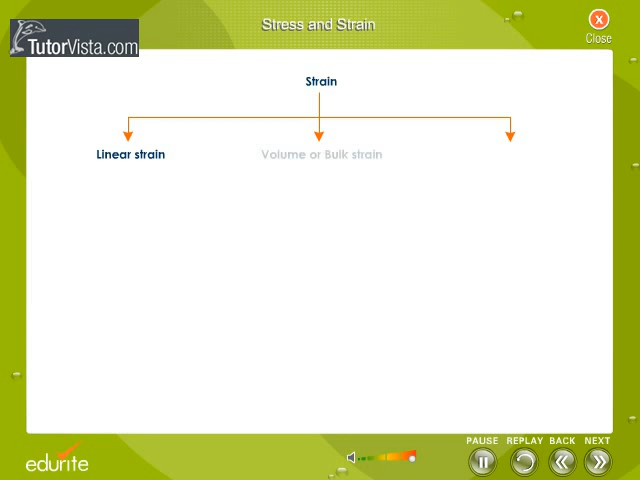 Stress and Strain
X
Close
TutorVista.com
Strain
Linear strain
Volume or Bulk strain
PAUSE REPLAY BACK NEXT
edurite